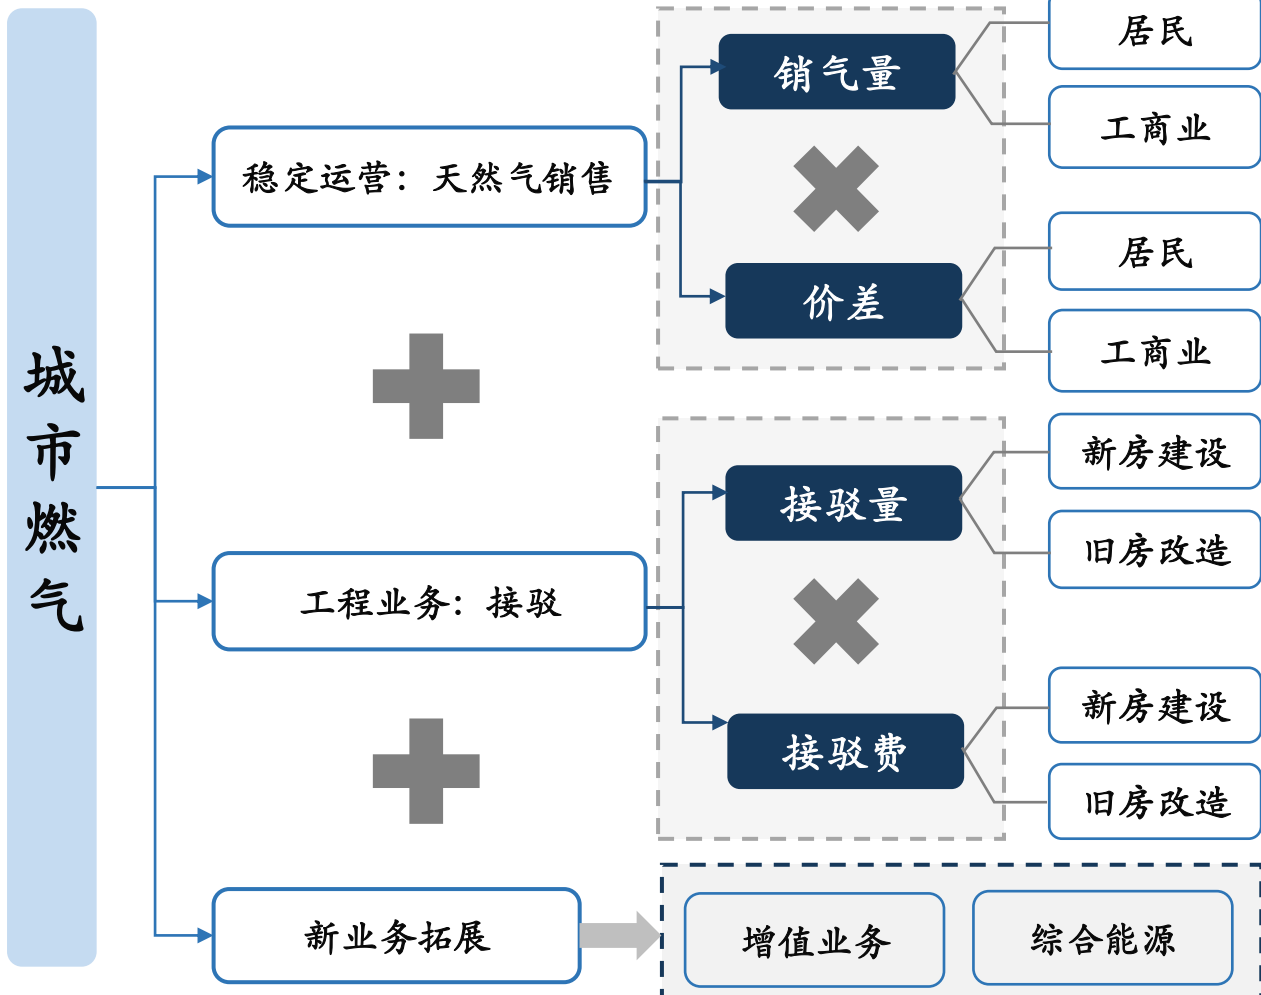 城市燃气
稳定运营：天然气销售
销气量
居民
工商业
价差
居民
工商业
工程业务：接驳
接驳量
新房建设
旧房改造
接驳费
新房建设
旧房改造
新业务拓展
增值业务
综合能源